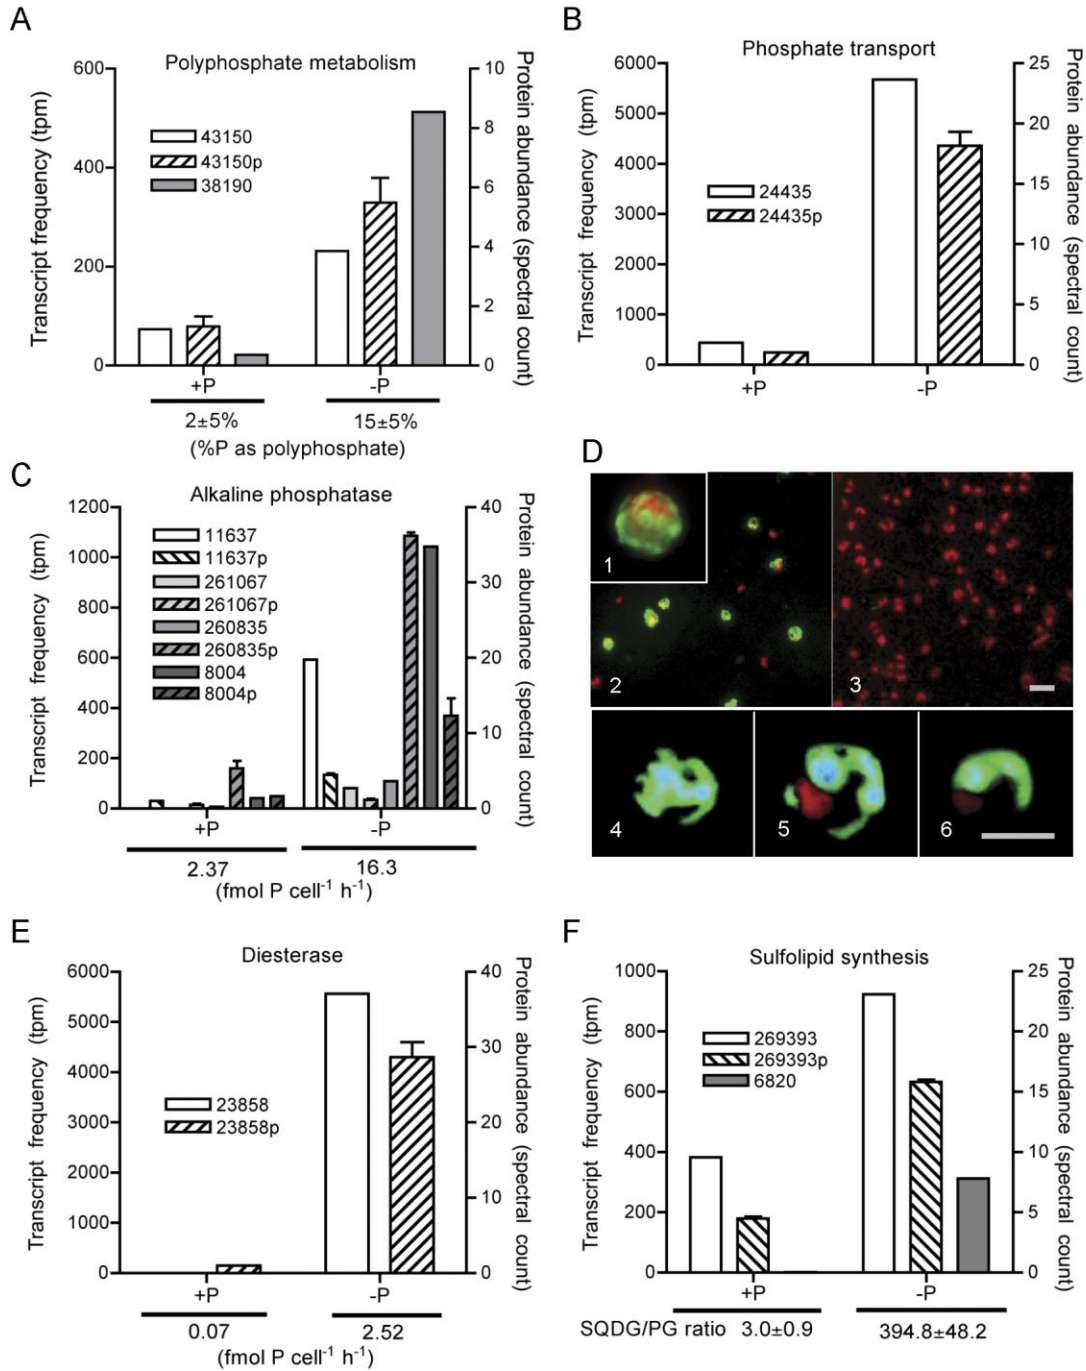 A
Polyphosphate metabolism
Transcript frequency (tpm)
600
400
200
0
43150
43150p
38190
10
8
6
4
2
0
Protein abundance (spectral count)
+P
-P
2±5%
15±5%
(%P as polyphosphate)
B
Phosphate transport
Transcript frequency (tpm)
6000
5000
4000
3000
2000
1000
0
24435
24435p
25
20
15
10
5
0
Protein abundance (spectral count)
+P
-P
C
Alkaline phosphatase
Transcript frequency (tpm)
1200
1000
800
600
400
200
0
11637
11637p
261067
261067p
260835
260835p
8004
8004p
40
30
20
10
0
Protein abundance (spectral count)
+P
-P
2.37
16.3
(fmol P cell⁻¹ h⁻¹)
D
1
2
3
4
5
6
E
Diesterase
Transcript frequency (tpm)
6000
5000
4000
3000
2000
1000
0
23858
23858p
40
30
20
10
0
Protein abundance (spectral count)
+P
-P
0.07
2.52
(fmol P cell⁻¹ h⁻¹)
F
Sulfolipid synthesis
Transcript frequency (tpm)
1000
800
600
400
200
0
269393
269393p
6820
25
20
15
10
5
0
Protein abundance (spectral count)
+P
-P
SQDG/PG ratio 3.0±0.9 394.8±48.2